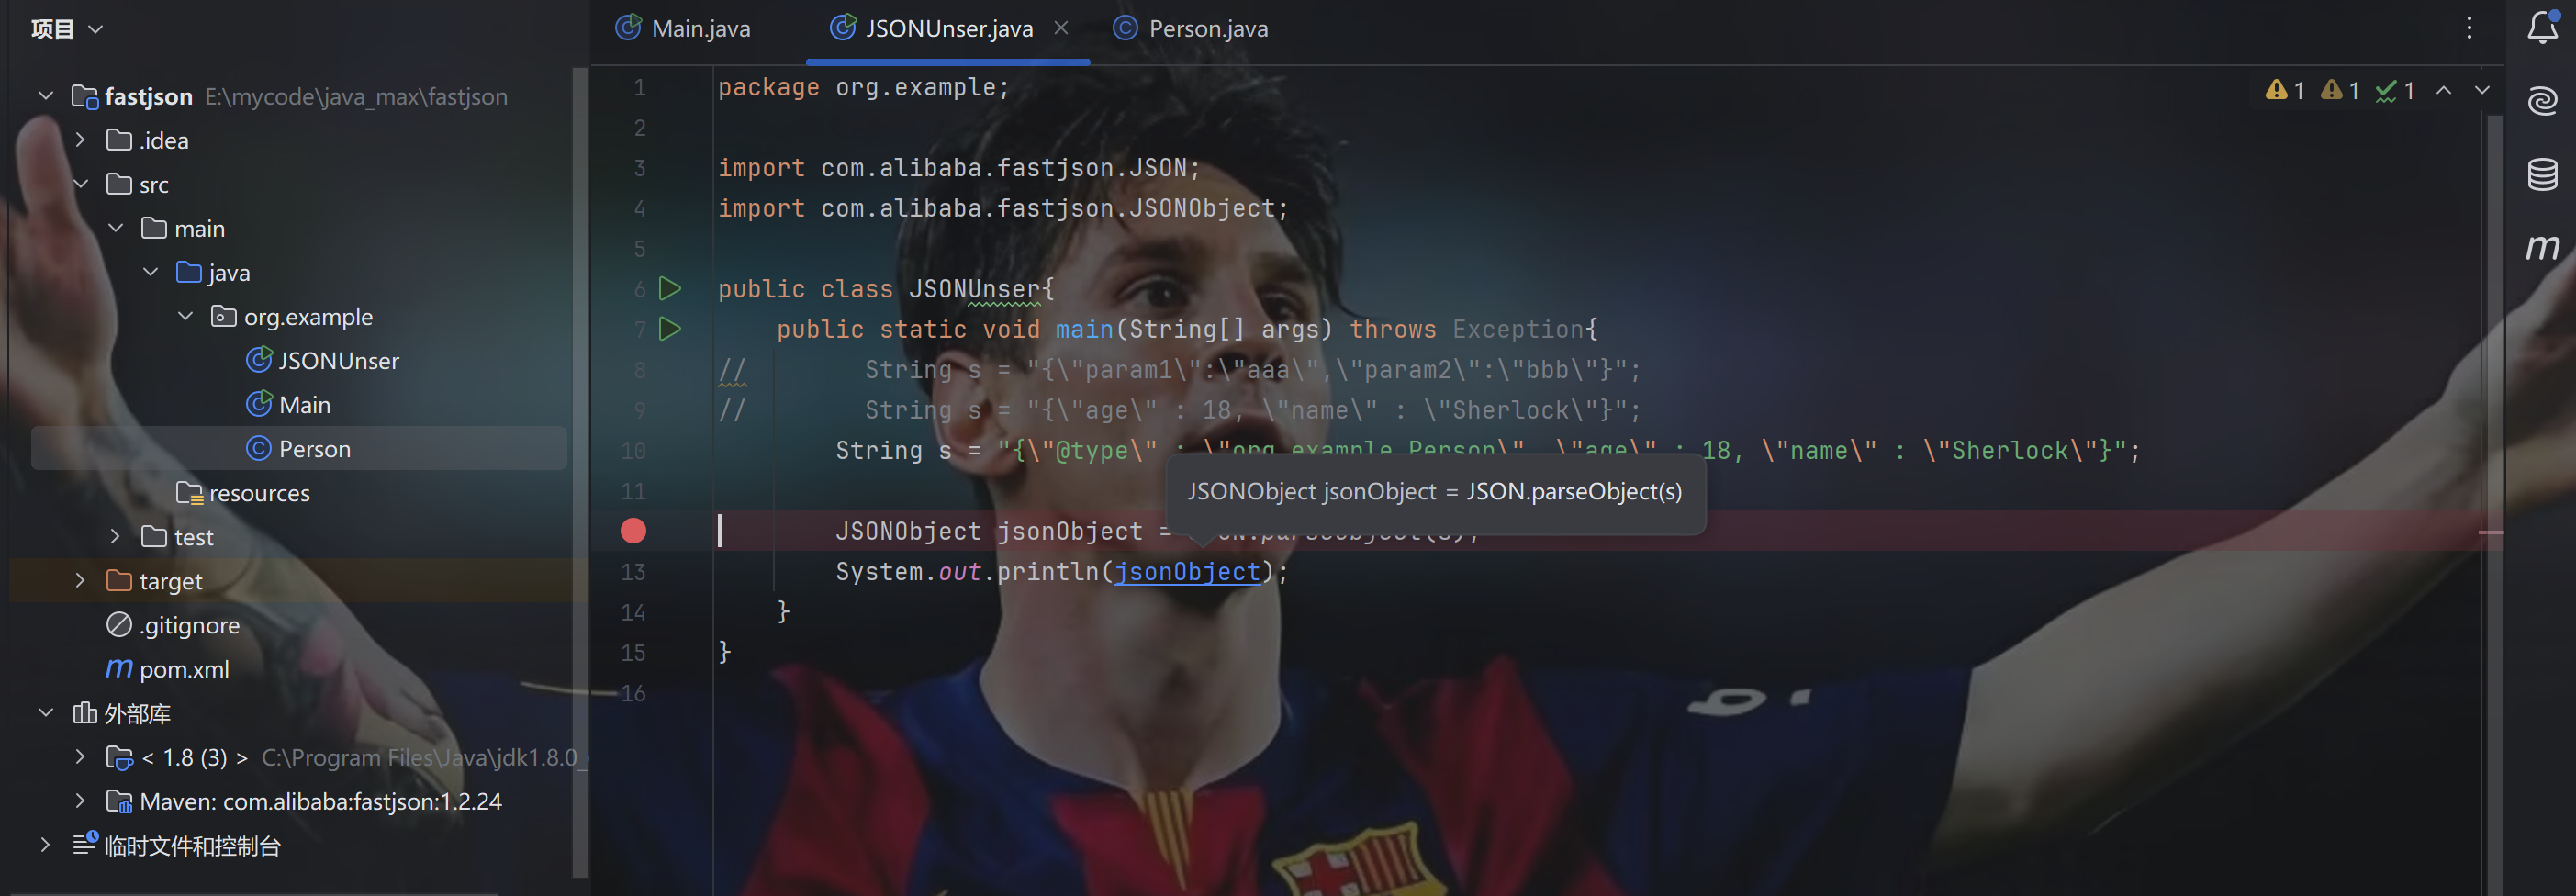 项目
fastjson E:\mycode\java_max\fastjson
.idea
src
main
java
org.example
JSONUnser
Main
Person
resources
test
target
.gitignore
pom.xml
外部库
< 1.8 (3) > C:\Program Files\Java\jdk1.8.0_
Maven: com.alibaba:fastjson:1.2.24
临时文件和控制台
Main.java JSONUnser.java Person.java
1 1 1
1 package org.example;
2
3 import com.alibaba.fastjson.JSON;
4 import com.alibaba.fastjson.JSONObject;
5
6 public class JSONUnser{
7 public static void main(String[] args) throws Exception{
8 // String s = "{\"param1\":\"aaa\",\"param2\":\"bbb\"}";
9 // String s = "{\"age\" : 18, \"name\" : \"Sherlock\"}";
10 String s = "{\"@type\" : \"org.example.Person\", \"age\" : 18, \"name\" : \"Sherlock\"}";
11
JSONObject jsonObject = JSON.parseObject(s)
JSONObject jsonObject = JSON.parseObject(s);
13 System.out.println(jsonObject);
14 }
15 }
16
m